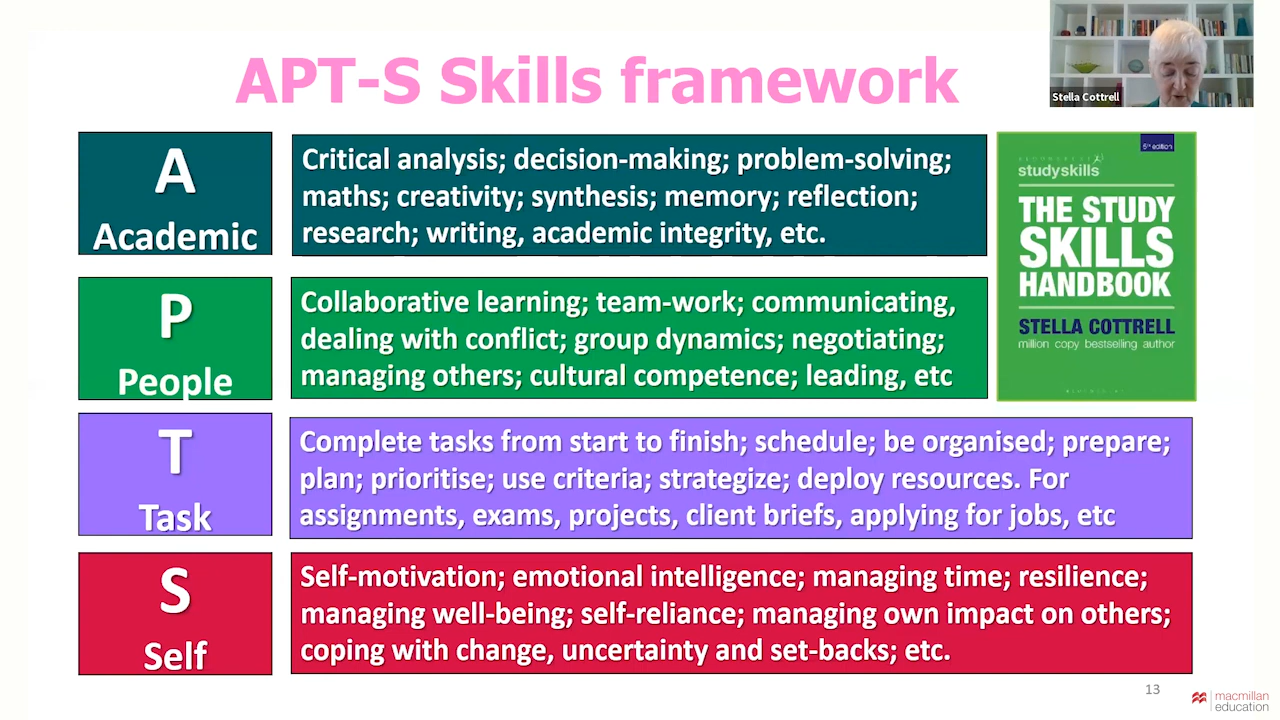 APT-S Skills framework
Stella Cottrell
A
Academic
Critical analysis; decision-making; problem-solving;
maths; creativity; synthesis; memory; reflection;
research; writing, academic integrity, etc.
5th edition
studyskills
THE STUDY
SKILLS
HANDBOOK
STELLA COTTRELL
million copy bestselling author
P
People
Collaborative learning; team-work; communicating,
dealing with conflict; group dynamics; negotiating;
managing others; cultural competence; leading, etc
T
Task
Complete tasks from start to finish; schedule; be organised; prepare;
plan; prioritise; use criteria; strategize; deploy resources. For
assignments, exams, projects, client briefs, applying for jobs, etc
S
Self
Self-motivation; emotional intelligence; managing time; resilience;
managing well-being; self-reliance; managing own impact on others;
coping with change, uncertainty and set-backs; etc.
13
macmillan
education